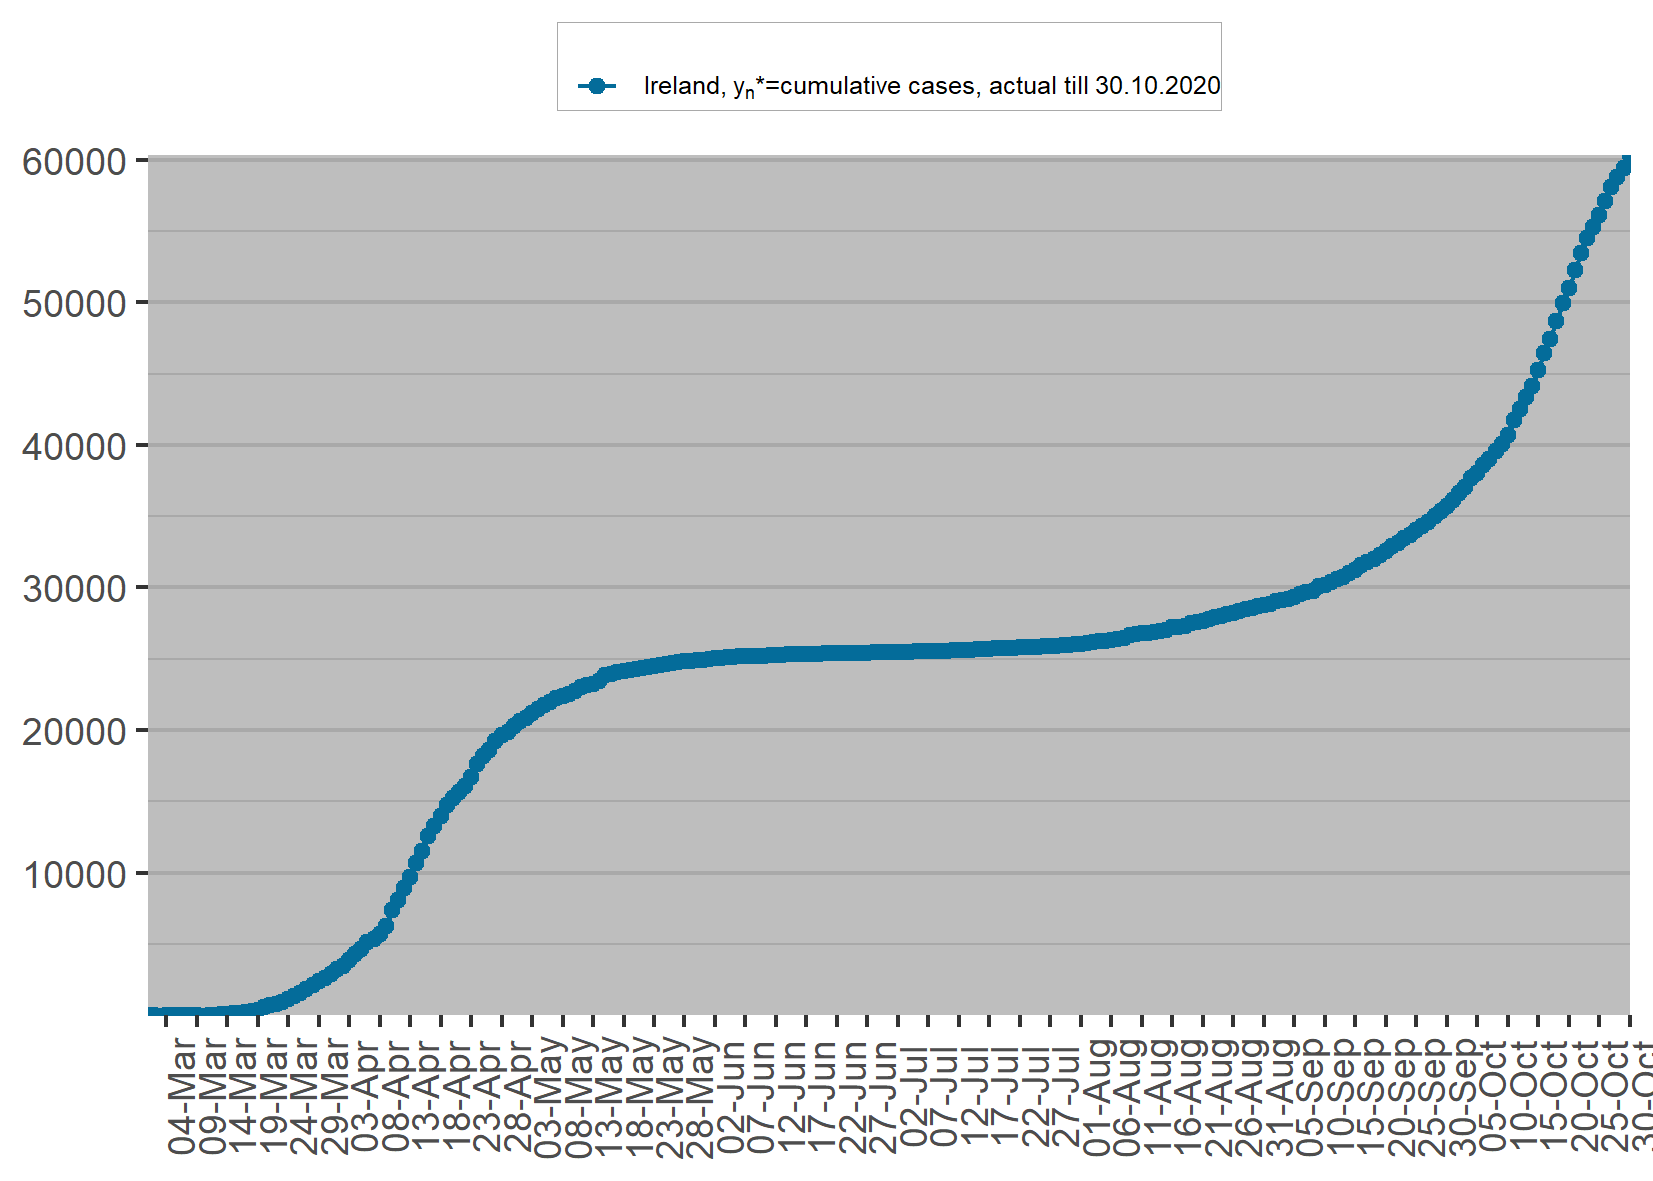 Ireland, yn*=cumulative cases, actual till 30.10.2020
60000
50000
40000
30000
20000
10000
04-Mar
09-Mar
14-Mar
19-Mar
24-Mar
29-Mar
03-Apr
08-Apr
13-Apr
18-Apr
23-Apr
28-Apr
03-May
08-May
13-May
18-May
23-May
28-May
02-Jun
07-Jun
12-Jun
17-Jun
22-Jun
27-Jun
02-Jul
07-Jul
12-Jul
17-Jul
22-Jul
27-Jul
01-Aug
06-Aug
11-Aug
16-Aug
21-Aug
26-Aug
31-Aug
05-Sep
10-Sep
15-Sep
20-Sep
25-Sep
30-Sep
05-Oct
10-Oct
15-Oct
20-Oct
25-Oct
30-Oct